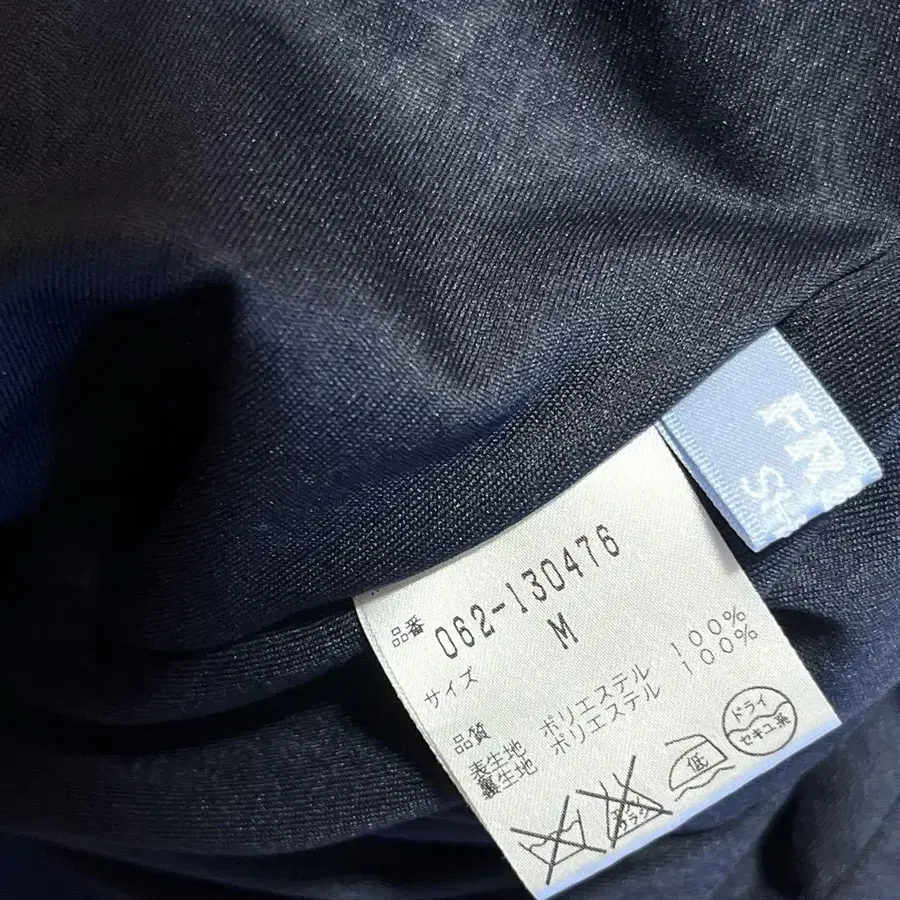 FR
品番 062-130476
サイズ M
品質
表生地 ポリエステル 100%
裏生地 ポリエステル 100%
低
ドライ
セキユ系